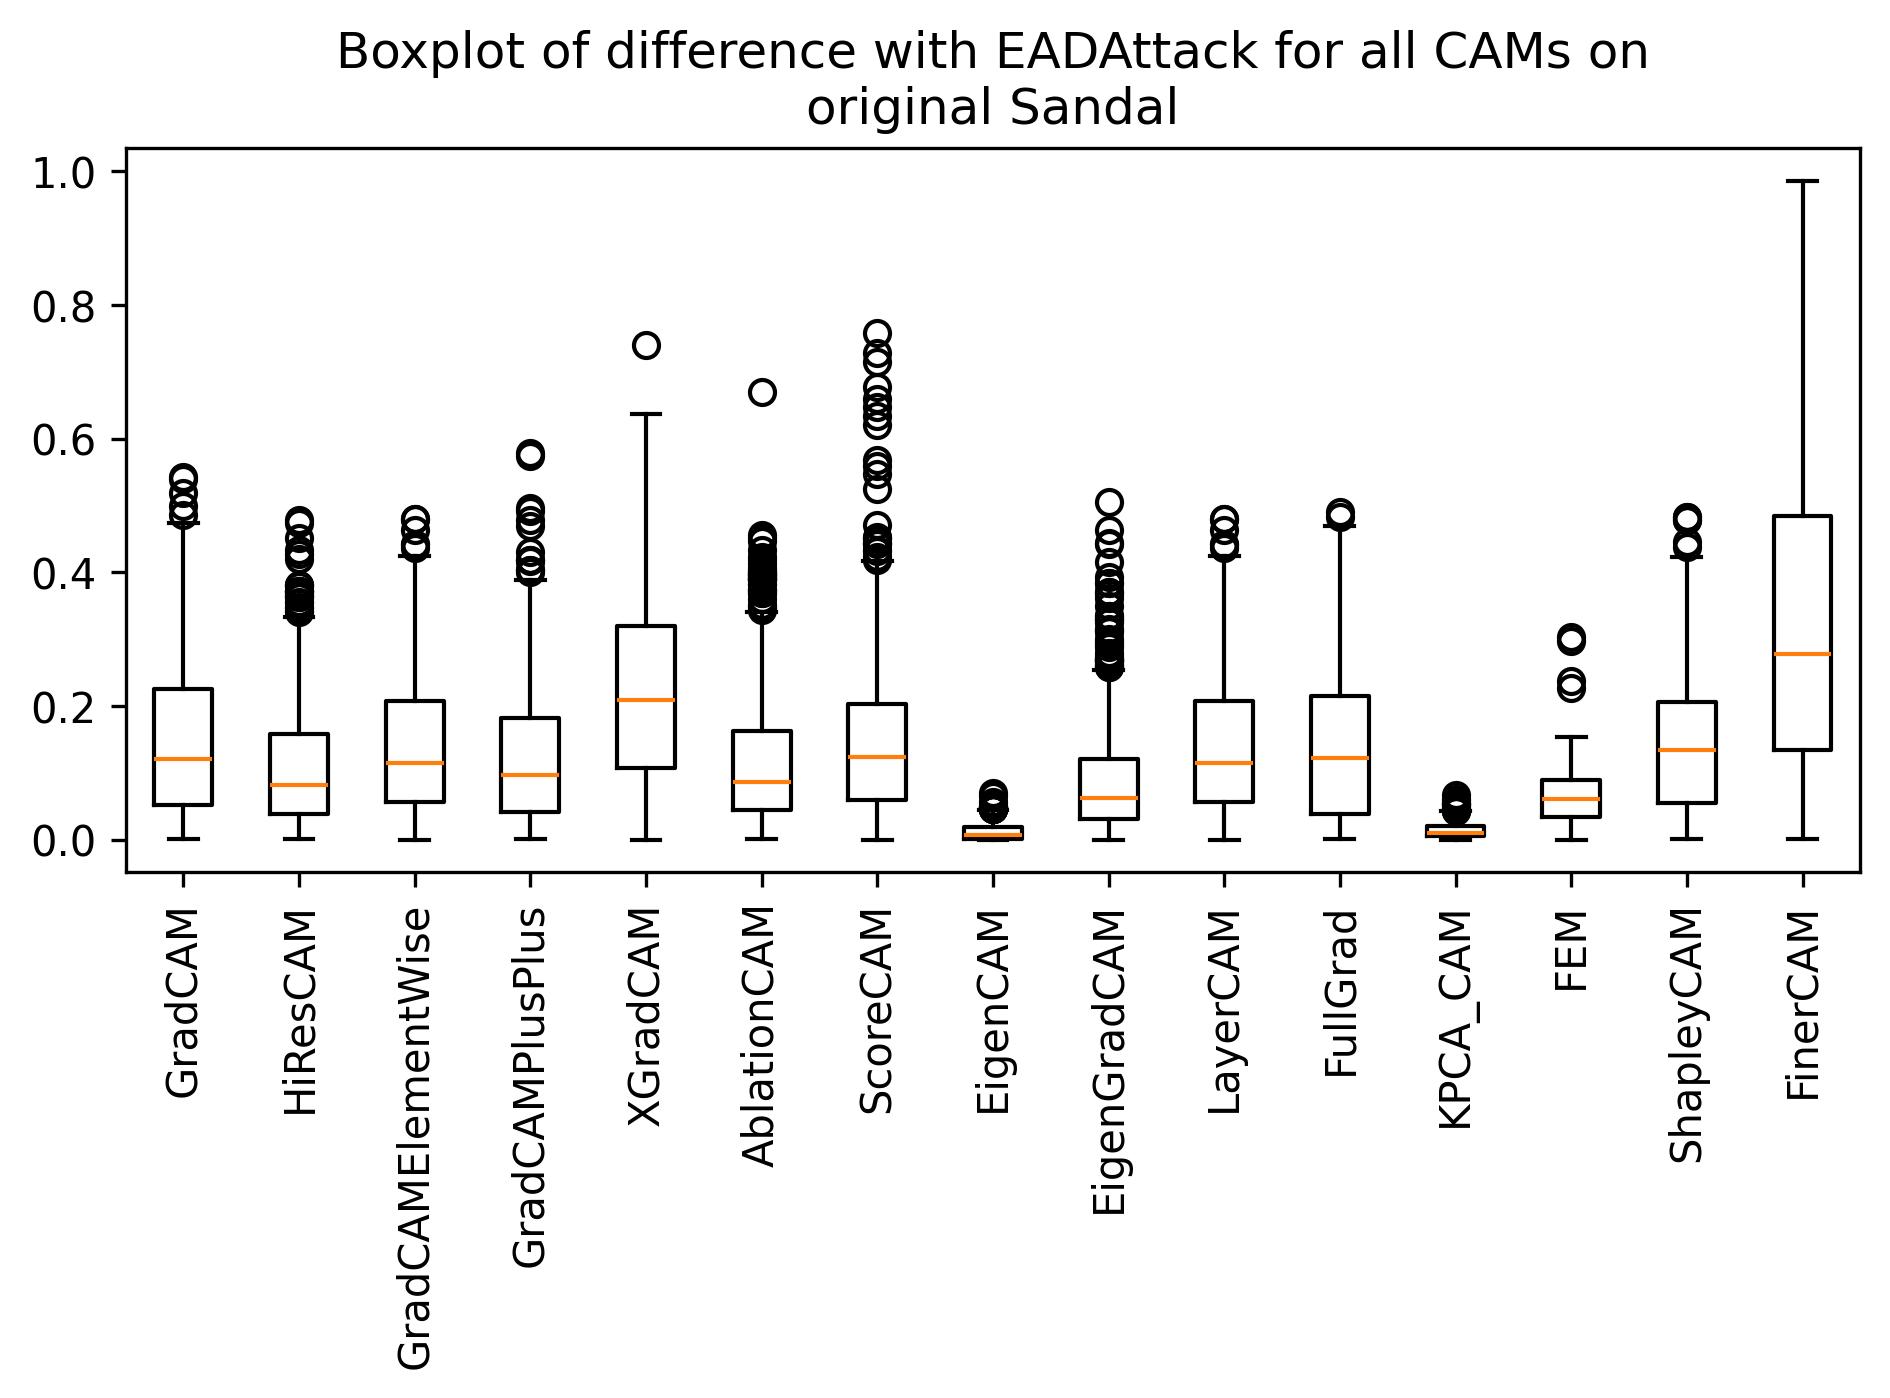 Boxplot of difference with EADAttack for all CAMs on
original Sandal
1.0
0.8
0.6
0.4
0.2
0.0
GradCAM
HiResCAM
GradCAMElementWise
GradCAMPlusPlus
XGradCAM
AblationCAM
ScoreCAM
EigenCAM
EigenGradCAM
LayerCAM
FullGrad
KPCA_CAM
FEM
ShapleyCAM
FinerCAM